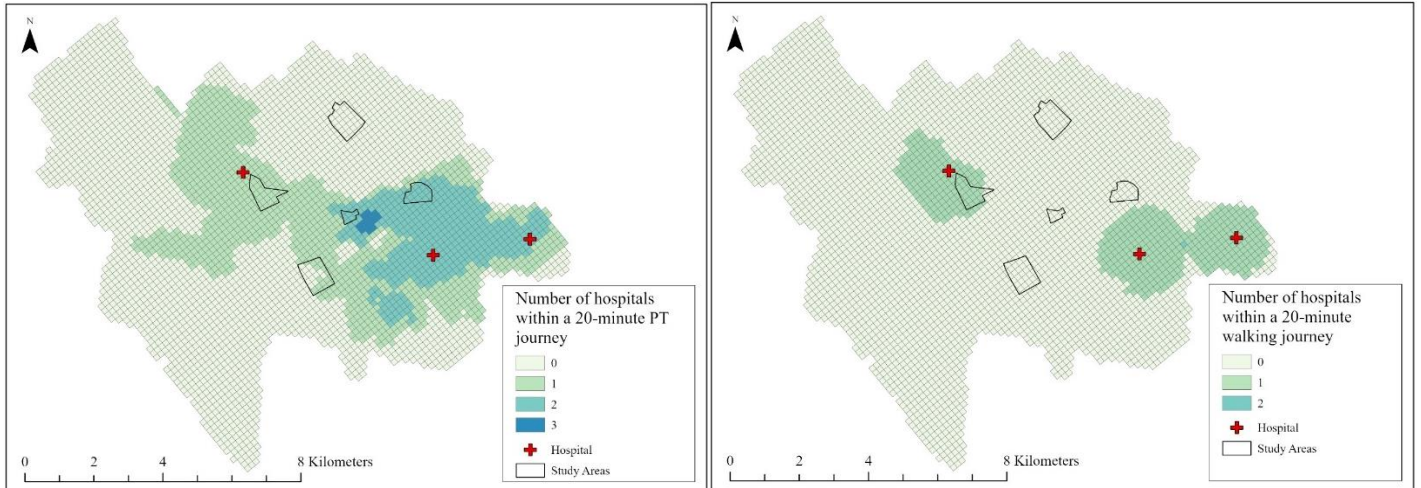 N
Number of hospitals
within a 20-minute PT
journey
0
1
2
3
Hospital
Study Areas
0 2 4 8 Kilometers
N
Number of hospitals
within a 20-minute
walking journey
0
1
2
Hospital
Study Areas
0 2 4 8 Kilometers